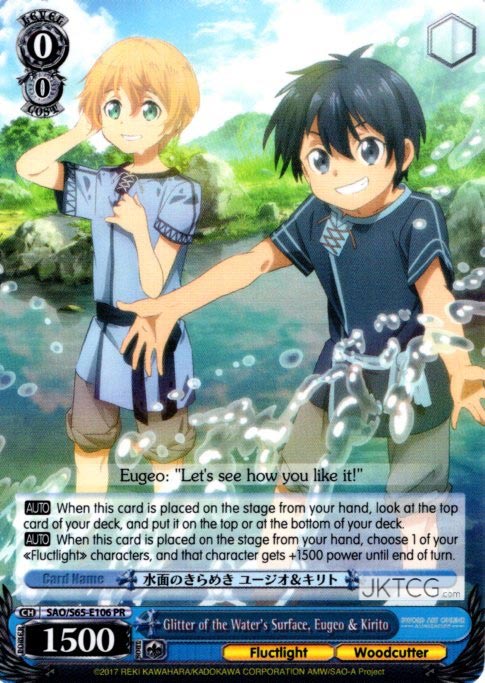 LEVEL
0
0
COST
Eugeo: "Let's see how you like it!"
AUTO When this card is placed on the stage from your hand, look at the top
card of your deck, and put it on the top or at the bottom of your deck.
AUTO When this card is placed on the stage from your hand, choose 1 of your
«Fluctlight» characters, and that character gets +1500 power until end of turn.
Card Name 水面のきらめき ユージオ&キリト
JKTCG.com
CH SAO/S65-E106 PR
Glitter of the Water's Surface, Eugeo & Kirito
SWORD ART ONLINE
POWER 1500 SOUL
Fluctlight Woodcutter
©2017 REKI KAWAHARA/KADOKAWA CORPORATION AMW/SAO-A Project